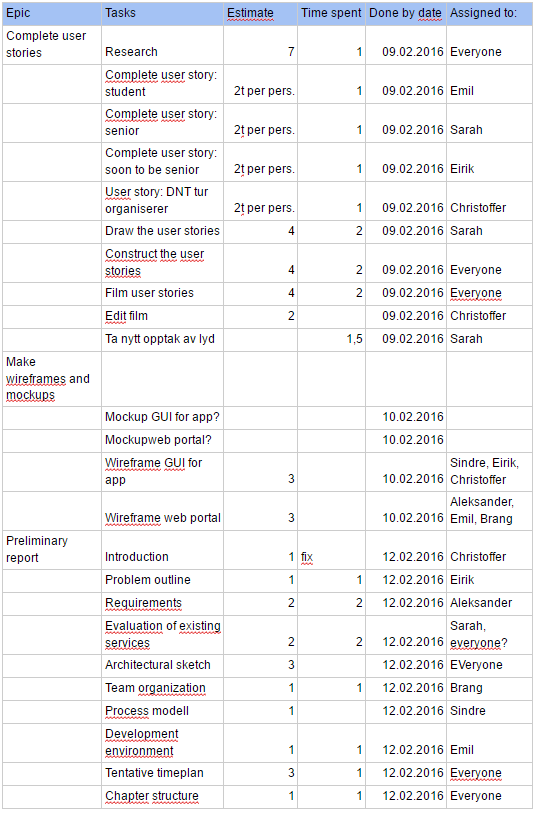 Epic Tasks Estimate Time spent Done by date Assigned to:
Complete user
stories Research 7 1 09.02.2016 Everyone
Complete user story:
student 2t per pers. 1 09.02.2016 Emil
Complete user story:
senior 2t per pers. 1 09.02.2016 Sarah
Complete user story:
soon to be senior 2t per pers. 1 09.02.2016 Eirik
User story: DNT tur
organiserer 2t per pers. 1 09.02.2016 Christoffer
Draw the user stories 4 2 09.02.2016 Sarah
Construct the user
stories 4 2 09.02.2016 Everyone
Film user stories 4 2 09.02.2016 Everyone
Edit film 2 09.02.2016 Christoffer
Ta nytt opptak av lyd 1,5 09.02.2016 Sarah
Make
wireframes and
mockups
Mockup GUI for app? 10.02.2016
Mockupweb portal? 10.02.2016
Wireframe GUI for Sindre, Eirik,
app 3 10.02.2016 Christoffer
Aleksander,
Wireframe web portal 3 10.02.2016 Emil, Brang
Preliminary
report Introduction 1 fix 12.02.2016 Christoffer
Problem outline 1 1 12.02.2016 Eirik
Requirements 2 2 12.02.2016 Aleksander
Evaluation of existing Sarah,
services 2 2 12.02.2016 everyone?
Architectural sketch 3 12.02.2016 EVeryone
Team organization 1 1 12.02.2016 Brang
Process modell 1 12.02.2016 Sindre
Development
environment 1 1 12.02.2016 Emil
Tentative timeplan 3 1 12.02.2016 Everyone
Chapter structure 1 1 12.02.2016 Everyone